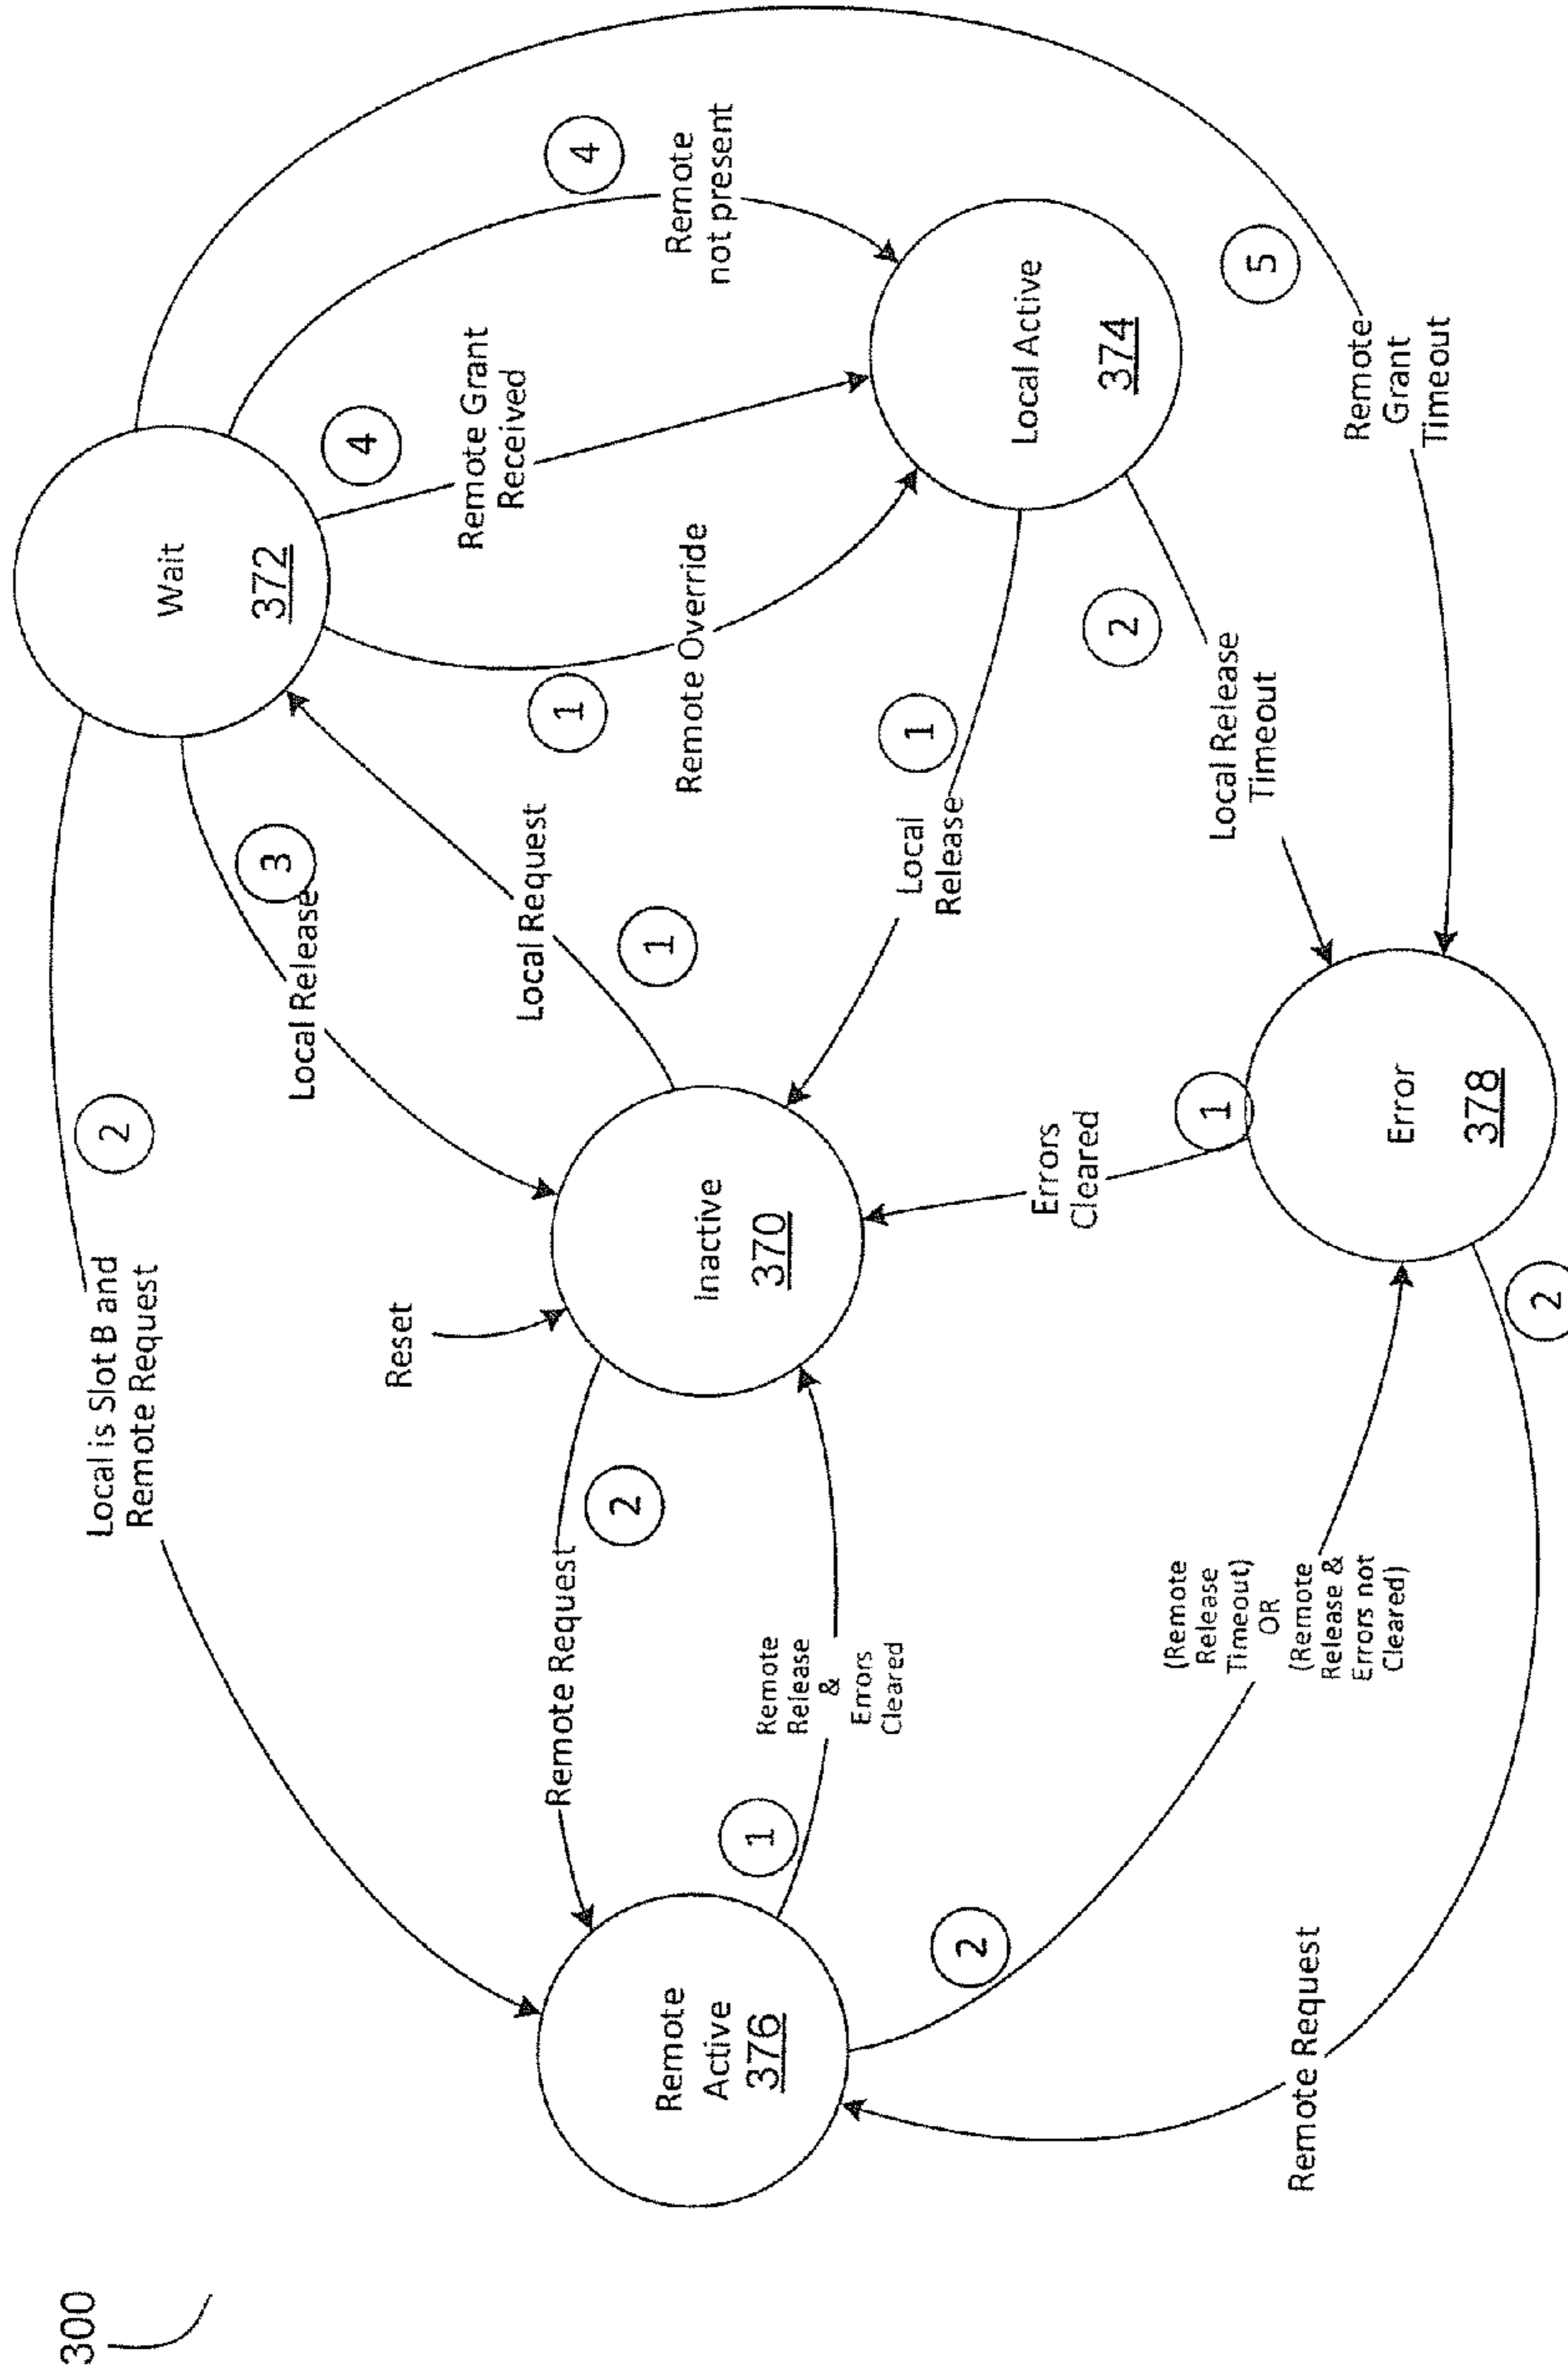 300
Local is Slot B and
Remote Request
2
Wait
372
3
Local Release
4
Remote Grant
Received
4
Remote
not present
1
Remote Override
Local Request
1
Reset
Inactive
370
2
Remote Request
Remote
Active
376
1
Remote
Release
&
Errors
Cleared
1
Local
Release
Local Active
374
2
Local Release
Timeout
5
Remote
Grant
Timeout
Errors
Cleared
1
Error
378
2
(Remote
Release
Timeout)
OR
(Remote
Release &
Errors not
Cleared)
2
Remote Request